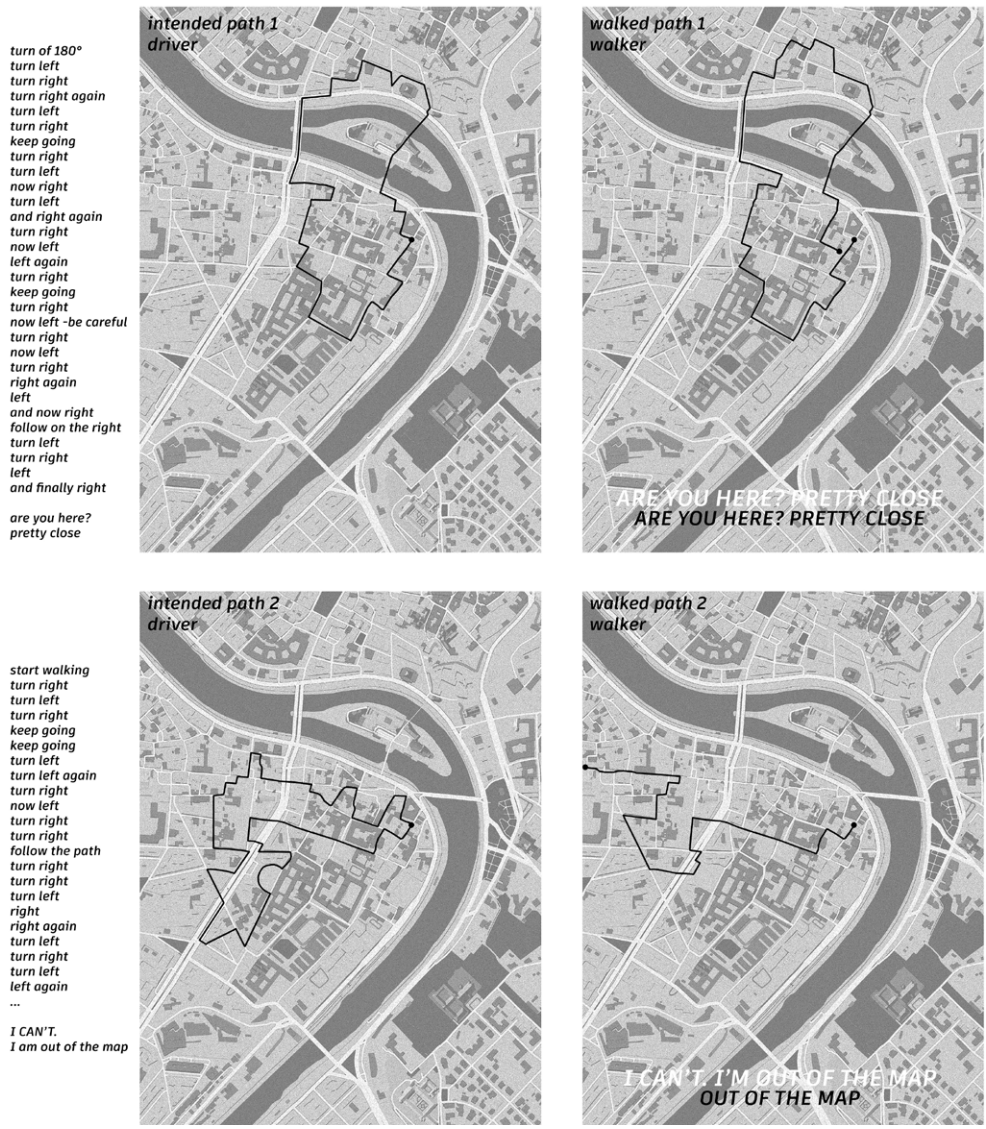 intended path 1
driver
walked path 1
walker
turn of 180°
turn left
turn right
turn right again
turn left
turn right
keep going
turn right
turn left
now right
turn left
and right again
turn right
now left
left again
turn right
keep going
turn right
now left -be careful
turn right
now left
turn right
right again
left
and now right
follow on the right
turn left
turn right
left
and finally right
are you here?
pretty close
ARE YOU HERE? PRETTY CLOSE
ARE YOU HERE? PRETTY CLOSE
intended path 2
driver
walked path 2
walker
start walking
turn right
turn left
turn right
keep going
keep going
turn left
turn left again
turn right
now left
turn right
turn right
follow the path
turn right
turn right
turn left
right
right again
turn left
turn right
turn left
left again
...
I CAN'T.
I am out of the map
I CAN'T. I'M OUT OF THE MAP
OUT OF THE MAP